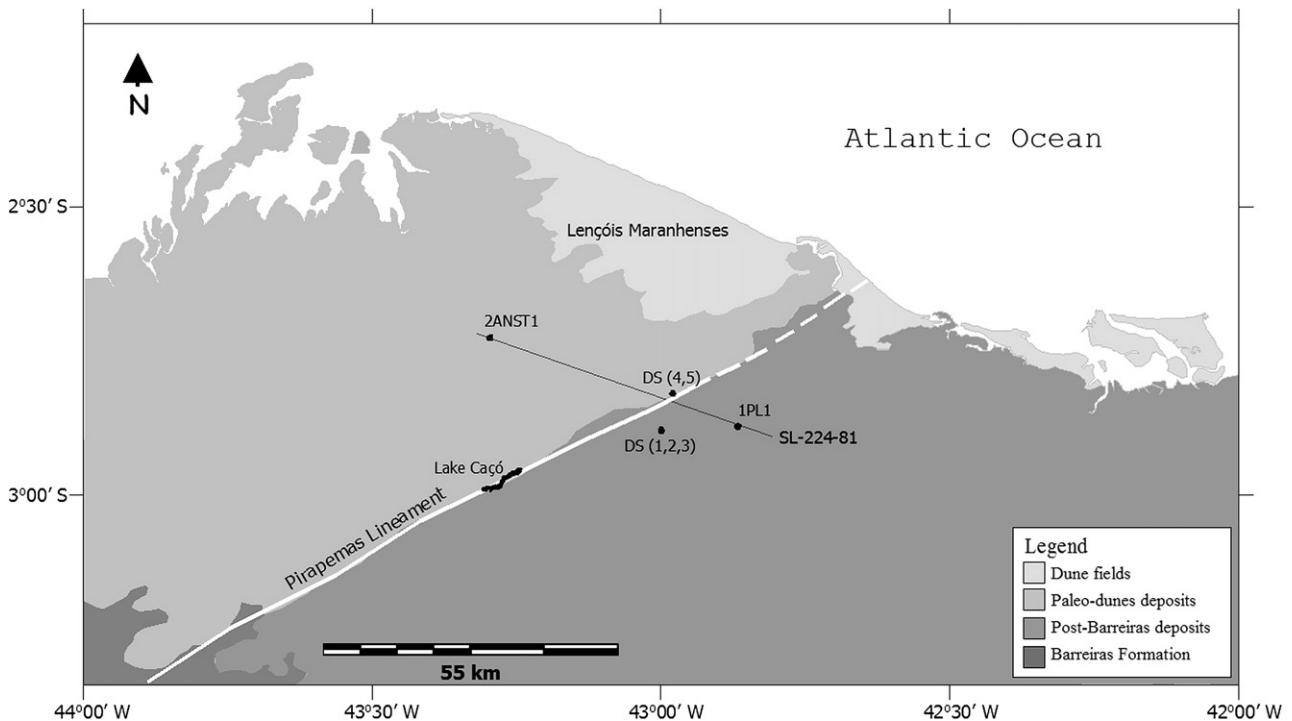 N
Atlantic Ocean
2°30' S
Lençóis Maranhenses
2ANST1
DS (4,5)
1PL1
SL-224-81
DS (1,2,3)
Lake Caçó
3°00' S
Pirapemas Lineament
Legend
Dune fields
Paleo-dunes deposits
Post-Barreiras deposits
Barreiras Formation
55 km
44°00' W
43°30' W
43°00' W
42°30' W
42°00' W